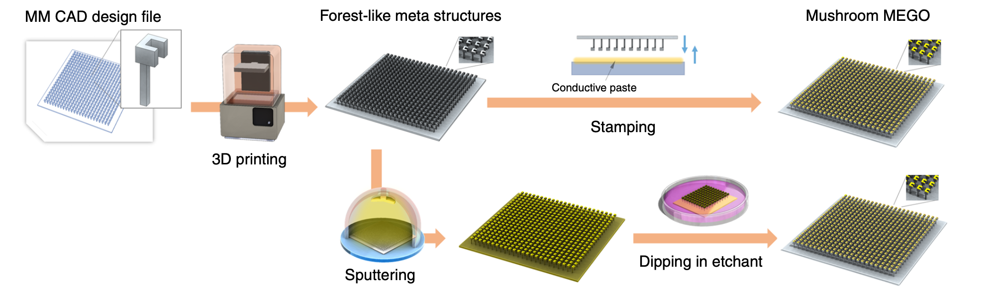 MM CAD design file
Forest-like meta structures
Mushroom MEGO
Conductive paste
Stamping
3D printing
Sputtering
Dipping in etchant